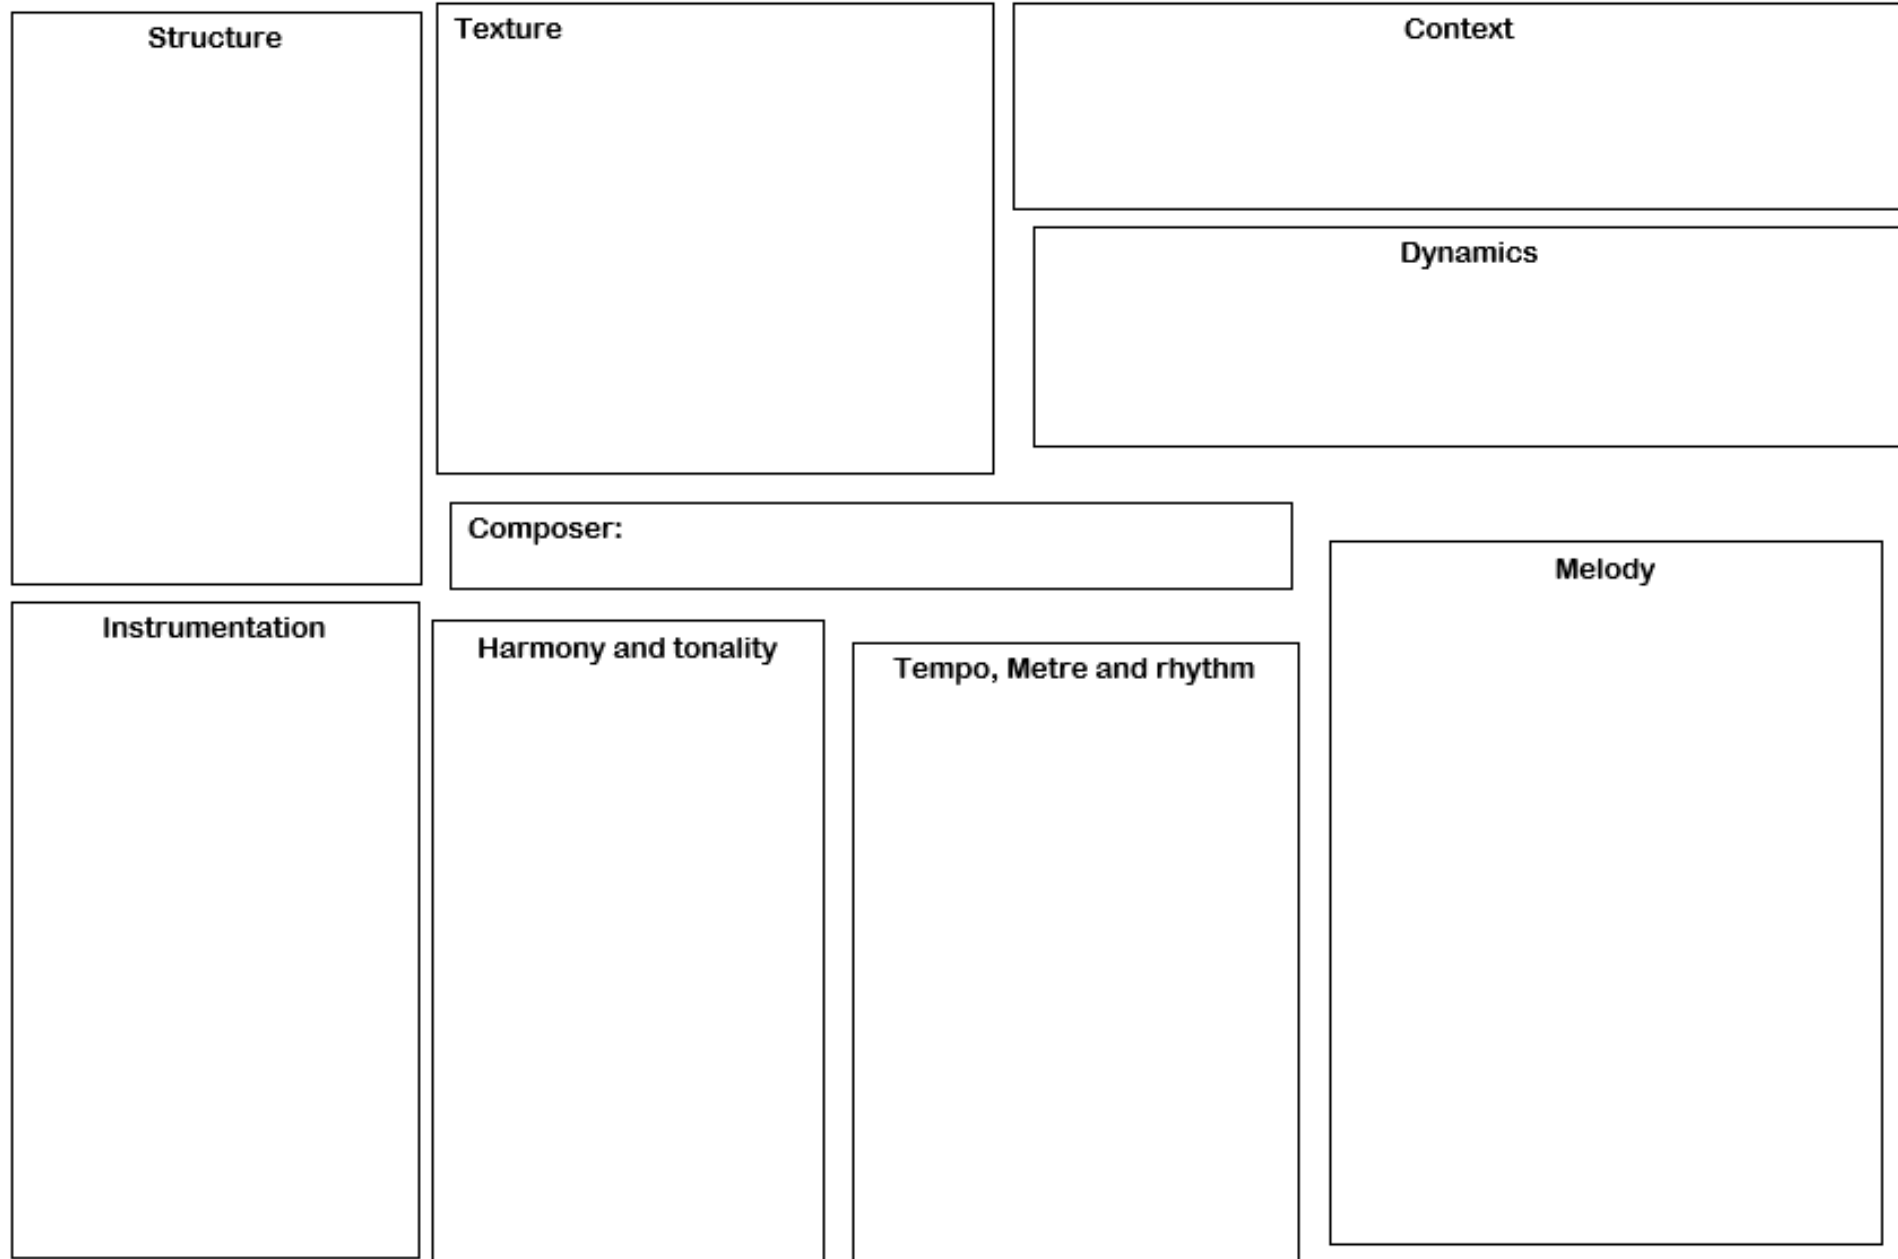 Structure
Texture
Context
Dynamics
Composer:
Melody
Instrumentation
Harmony and tonality
Tempo, Metre and rhythm